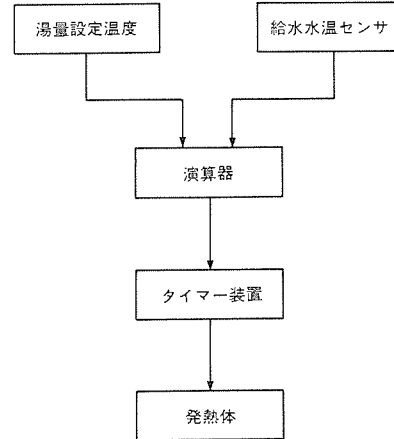 湯量設定温度
給水水温センサ
演算器
タイマー装置
発熱体